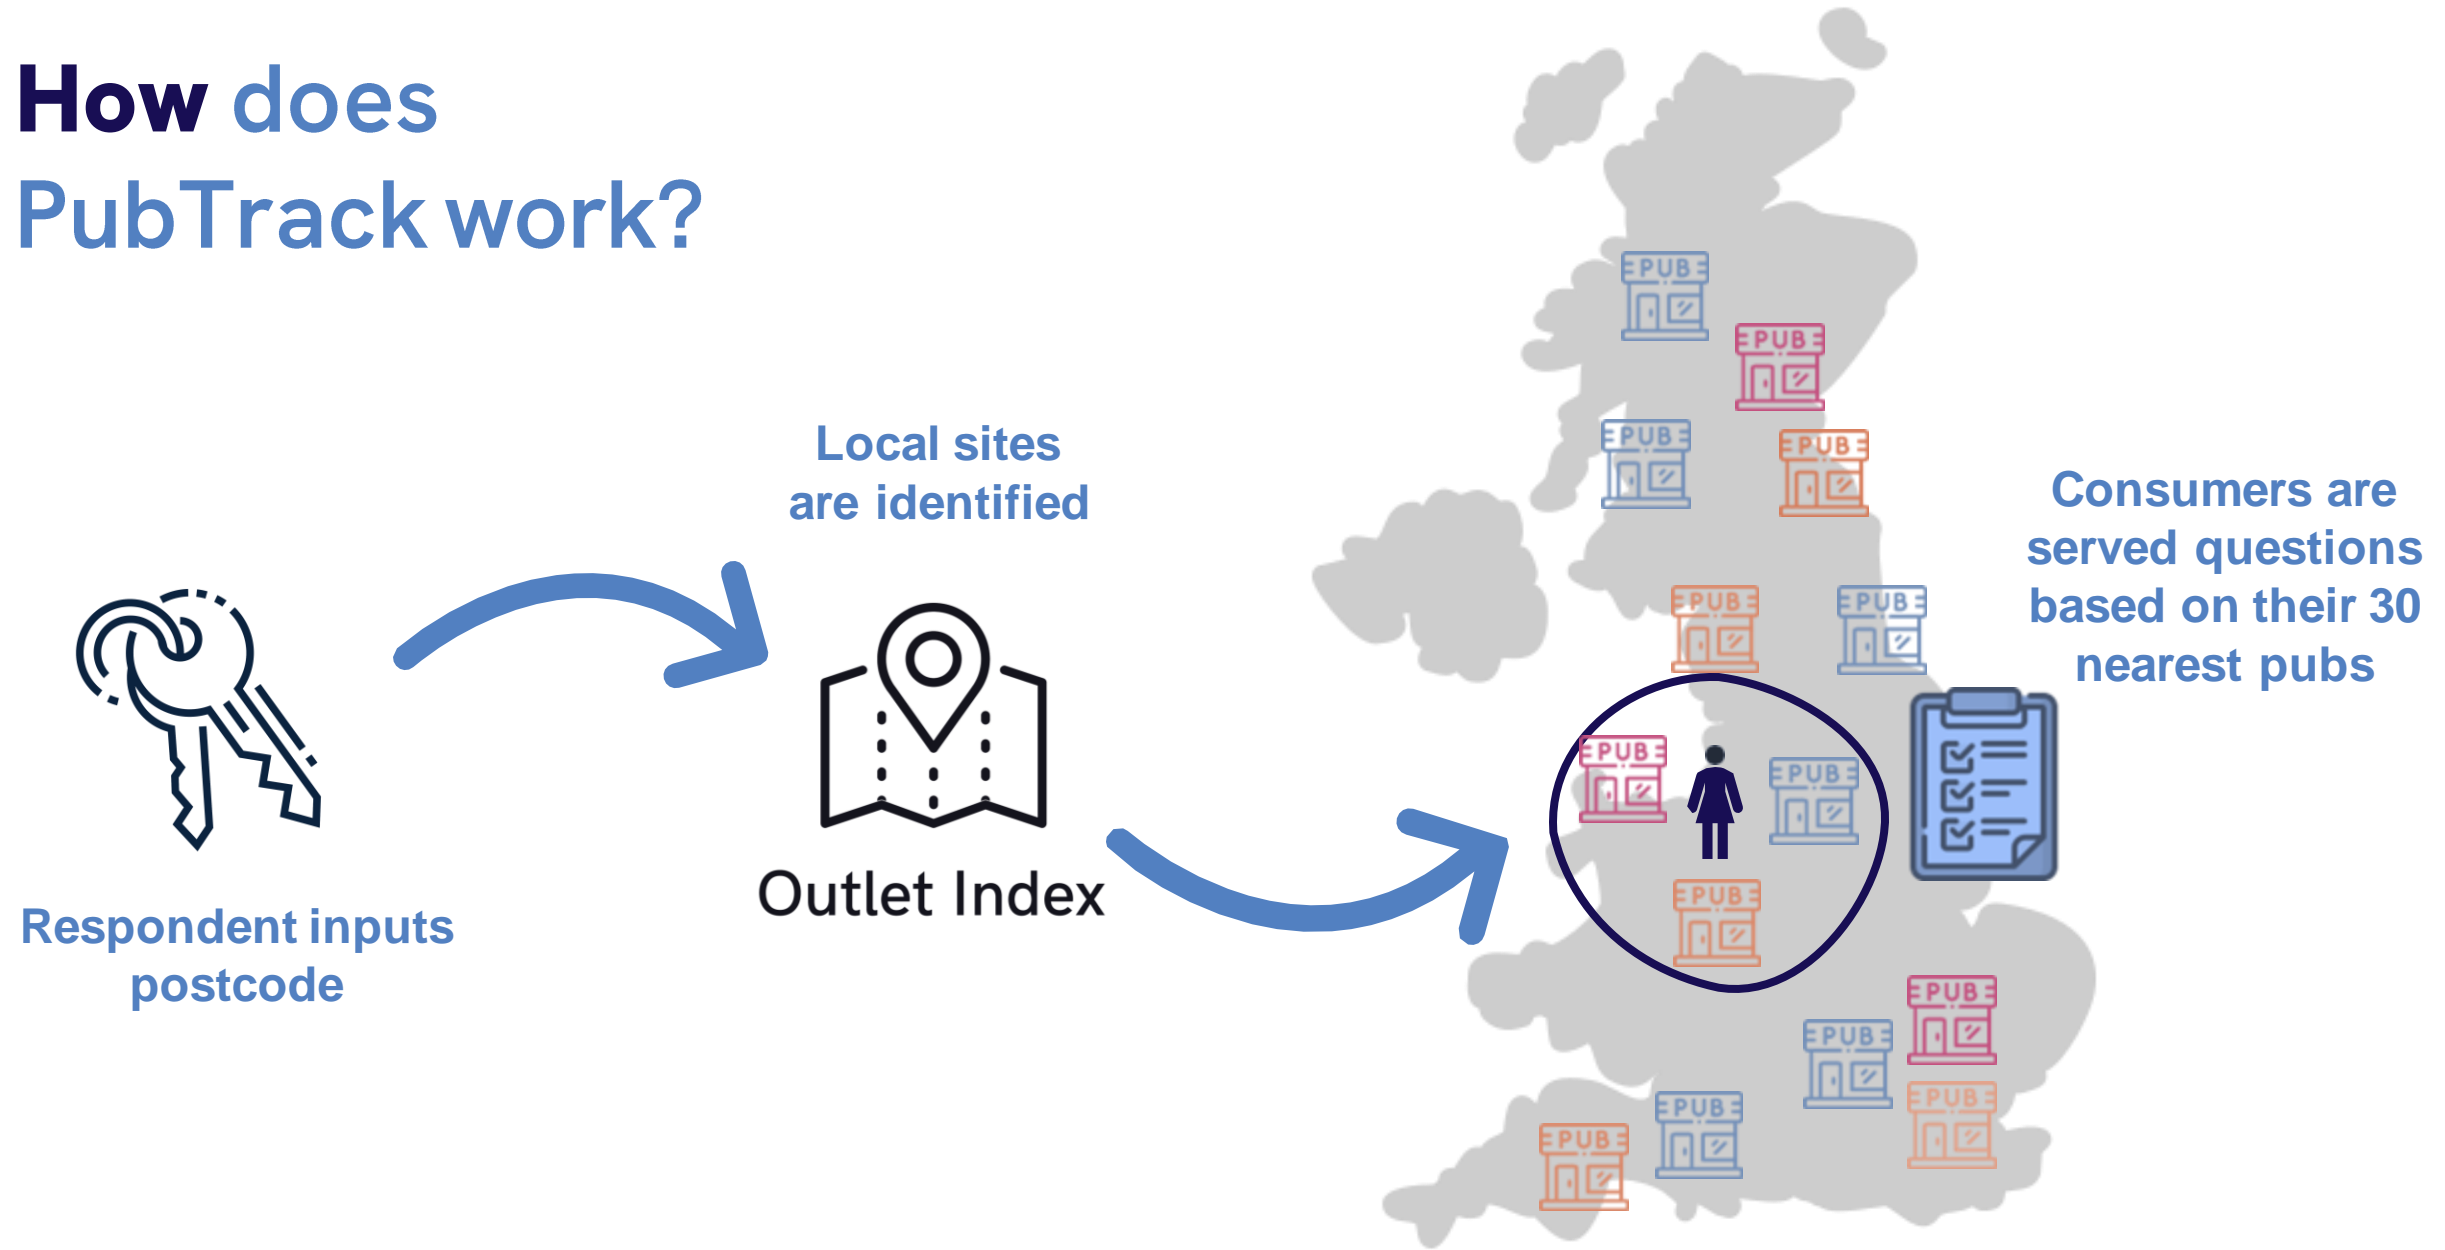 How does
PubTrack work?
Respondent inputs
postcode
Local sites
are identified
Outlet Index
Consumers are
served questions
based on their 30
nearest pubs
PUB
PUB
PUB
PUB
PUB
PUB
PUB
PUB
PUB
PUB
PUB
PUB
PUB
PUB